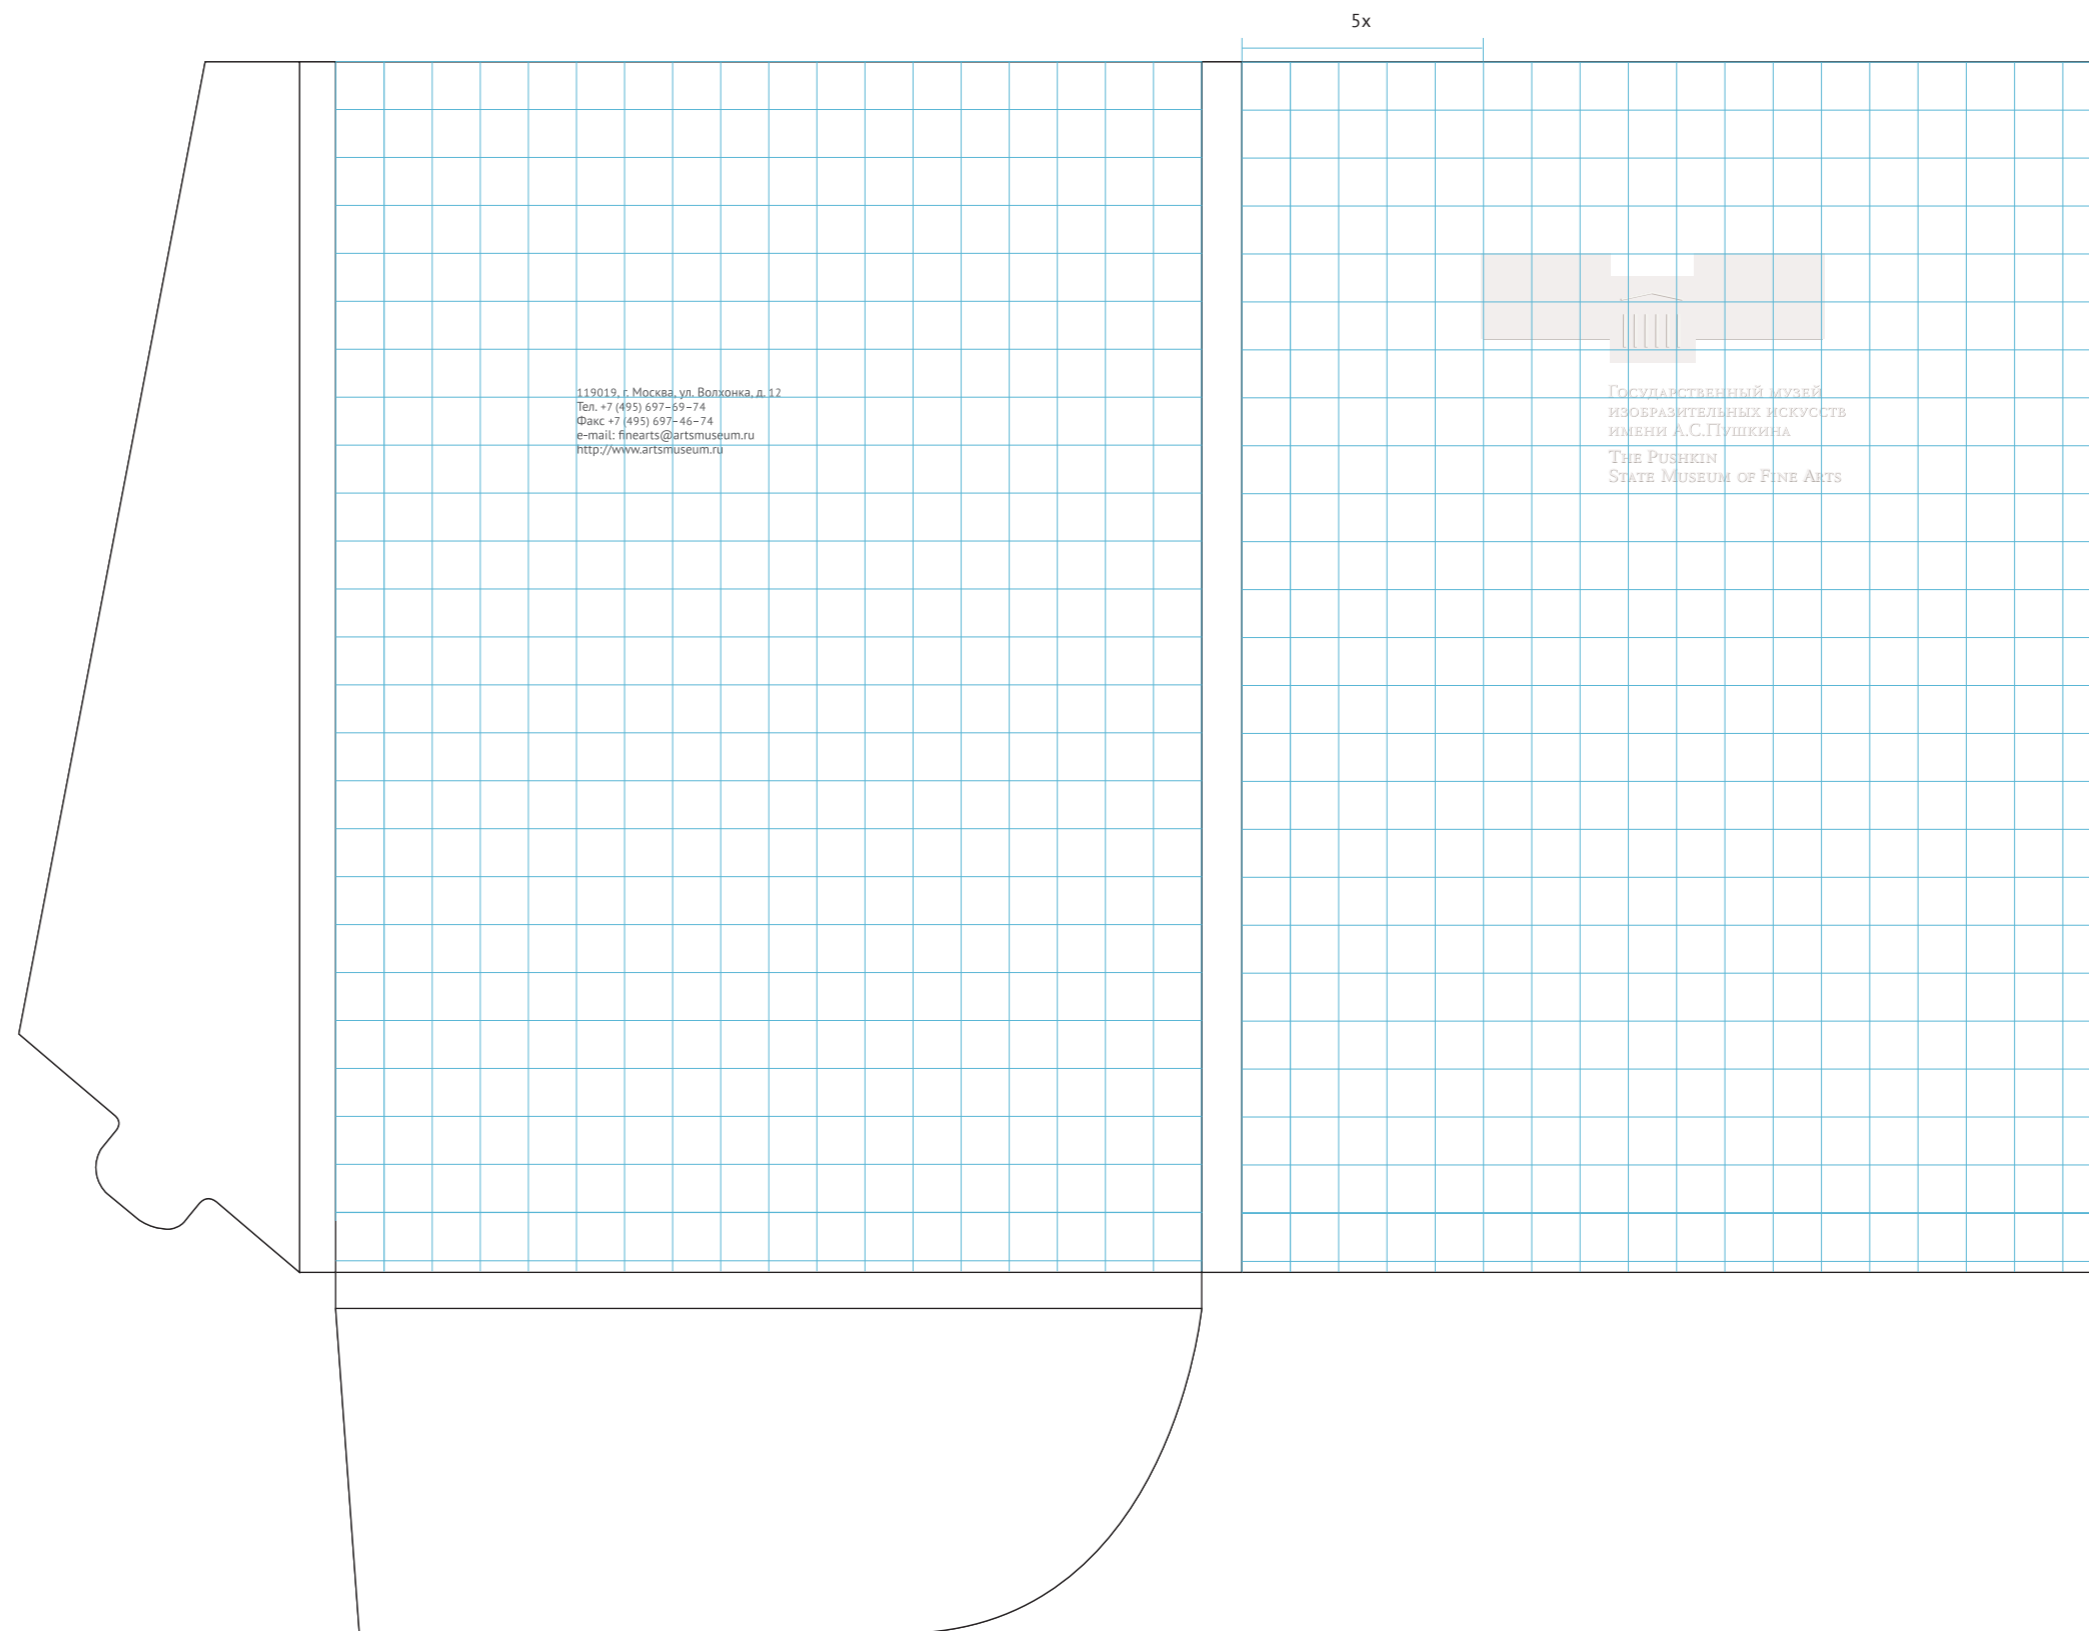 5x
119019, г. Москва, ул. Волхонка, д. 12
Тел. +7 (495) 697–69–74
Факс +7 (495) 697–46–74
e-mail: finearts@artsmuseum.ru
http://www.artsmuseum.ru
Государственный музей
изобразительных искусств
имени А.С.Пушкина
The Pushkin
State Museum of Fine Arts